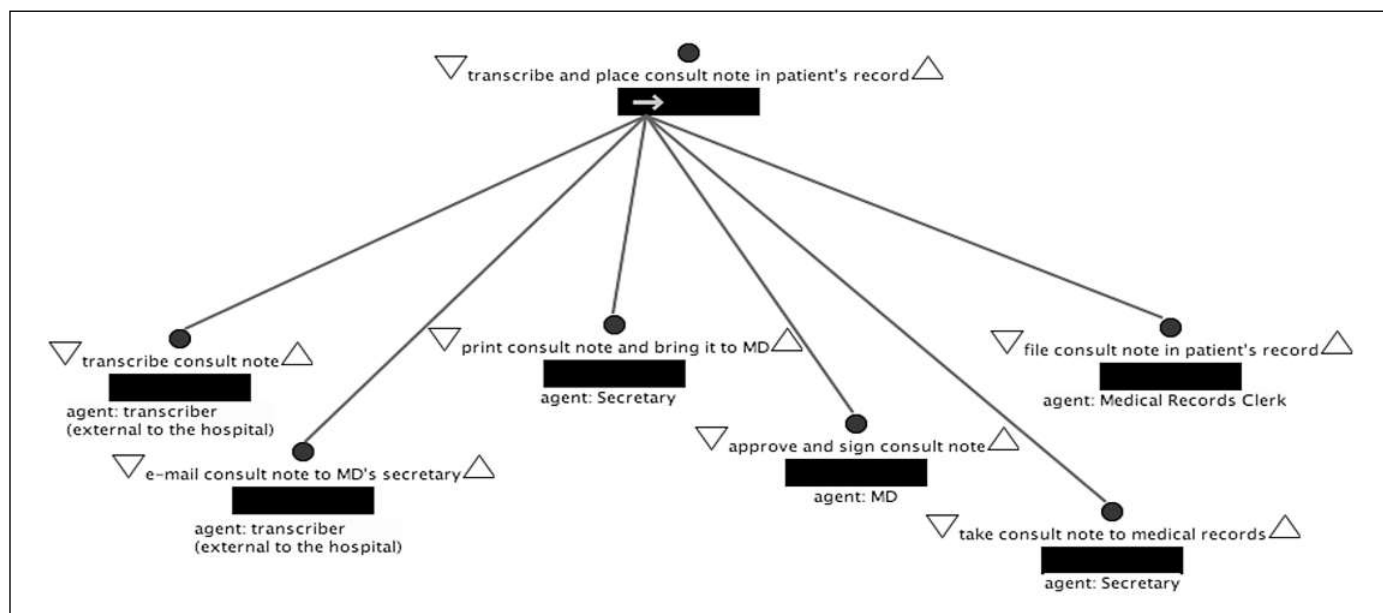 transcribe and place consult note in patient's record
transcribe consult note
agent: transcriber
(external to the hospital)
e-mail consult note to MD's secretary
agent: transcriber
(external to the hospital)
print consult note and bring it to MD
agent: Secretary
approve and sign consult note
agent: MD
take consult note to medical records
agent: Secretary
file consult note in patient's record
agent: Medical Records Clerk